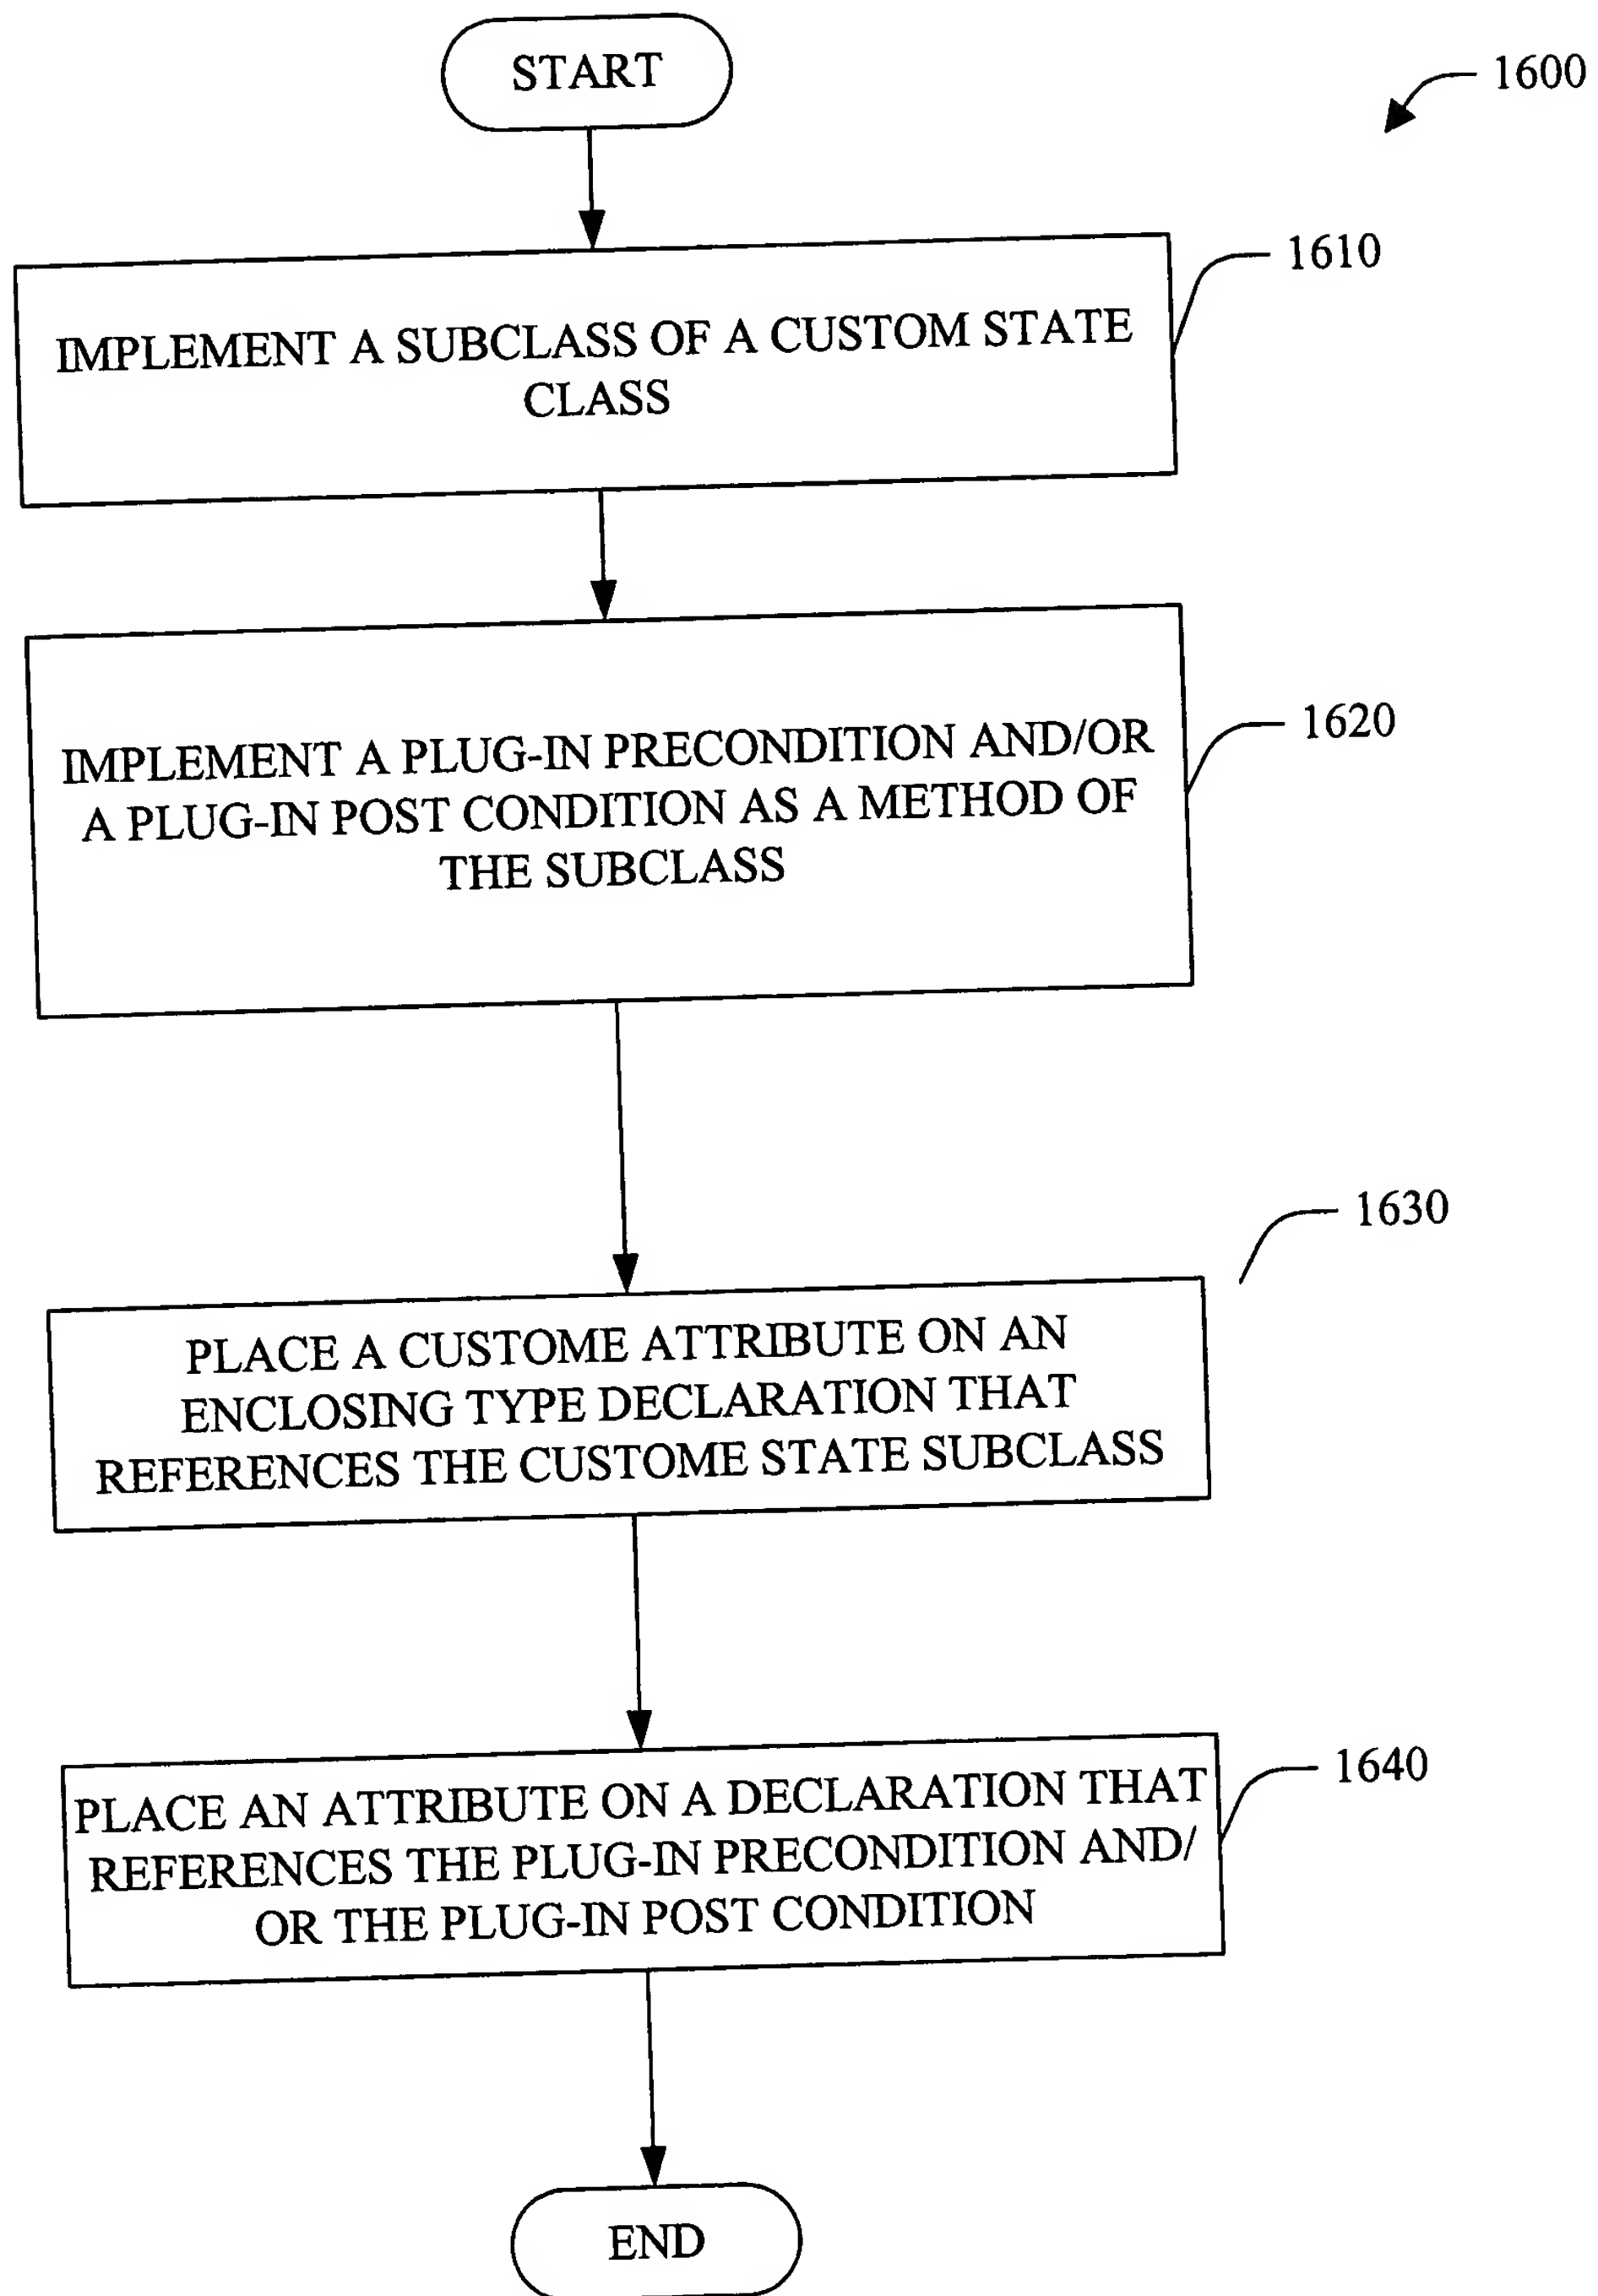 START
1600
1610
IMPLEMENT A SUBCLASS OF A CUSTOM STATE
CLASS
1620
IMPLEMENT A PLUG-IN PRECONDITION AND/OR
A PLUG-IN POST CONDITION AS A METHOD OF
THE SUBCLASS
1630
PLACE A CUSTOME ATTRIBUTE ON AN
ENCLOSING TYPE DECLARATION THAT
REFERENCES THE CUSTOME STATE SUBCLASS
1640
PLACE AN ATTRIBUTE ON A DECLARATION THAT
REFERENCES THE PLUG-IN PRECONDITION AND/
OR THE PLUG-IN POST CONDITION
END